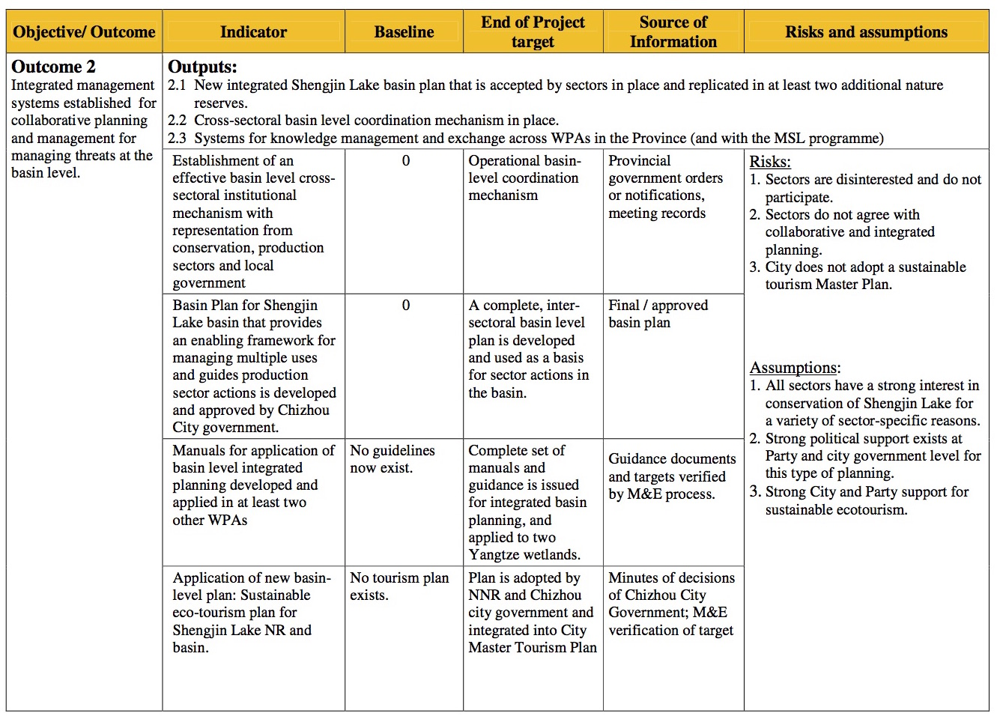 Objective/ Outcome
Indicator
Baseline
End of Project
target
Source of
Information
Risks and assumptions
Outcome 2
Integrated management
systems established for
collaborative planning
and management for
managing threats at the
basin level.
Outputs:
2.1 New integrated Shengjin Lake basin plan that is accepted by sectors in place and replicated in at least two additional nature
reserves.
2.2 Cross-sectoral basin level coordination mechanism in place.
2.3 Systems for knowledge management and exchange across WPAs in the Province (and with the MSL programme)
Establishment of an
effective basin level cross-
sectoral institutional
mechanism with
representation from
conservation, production
sectors and local
government
0
Operational basin-
level coordination
mechanism
Provincial
government orders
or notifications,
meeting records
Basin Plan for Shengjin
Lake basin that provides
an enabling framework for
managing multiple uses
and guides production
sector actions is developed
and approved by Chizhou
City government.
0
A complete, inter-
sectoral basin level
plan is developed
and used as a basis
for sector actions in
the basin.
Final / approved
basin plan
Manuals for application of
basin level integrated
planning developed and
applied in at least two
other WPAs
No guidelines
now exist.
Complete set of
manuals and
guidance is issued
for integrated basin
planning, and
applied to two
Yangtze wetlands.
Guidance documents
and targets verified
by M&E process.
Application of new basin-
level plan: Sustainable
eco-tourism plan for
Shengjin Lake NR and
basin.
No tourism plan
exists.
Plan is adopted by
NNR and Chizhou
city government and
integrated into City
Master Tourism Plan
Minutes of decisions
of Chizhou City
Government; M&E
verification of target
Risks:
1. Sectors are disinterested and do not
participate.
2. Sectors do not agree with
collaborative and integrated
planning.
3. City does not adopt a sustainable
tourism Master Plan.
Assumptions:
1. All sectors have a strong interest in
conservation of Shengjin Lake for
a variety of sector-specific reasons.
2. Strong political support exists at
Party and city government level for
this type of planning.
3. Strong City and Party support for
sustainable ecotourism.